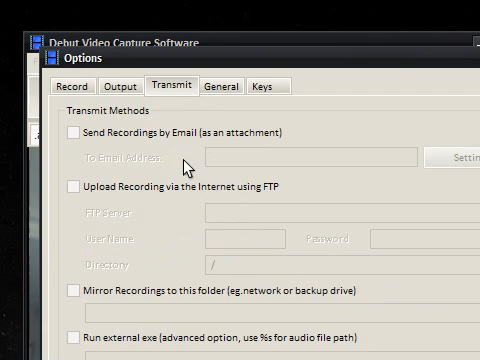 Debut Video Capture Software
Options
Record Output Transmit General Keys
Transmit Methods
Send Recordings by Email (as an attachment)
To Email Address:
Upload Recording via the Internet using FTP
FTP Server
User Name Password
Directory /
Mirror Recordings to this folder (eg.network or backup drive)
Run external exe (advanced option, use %s for audio file path)